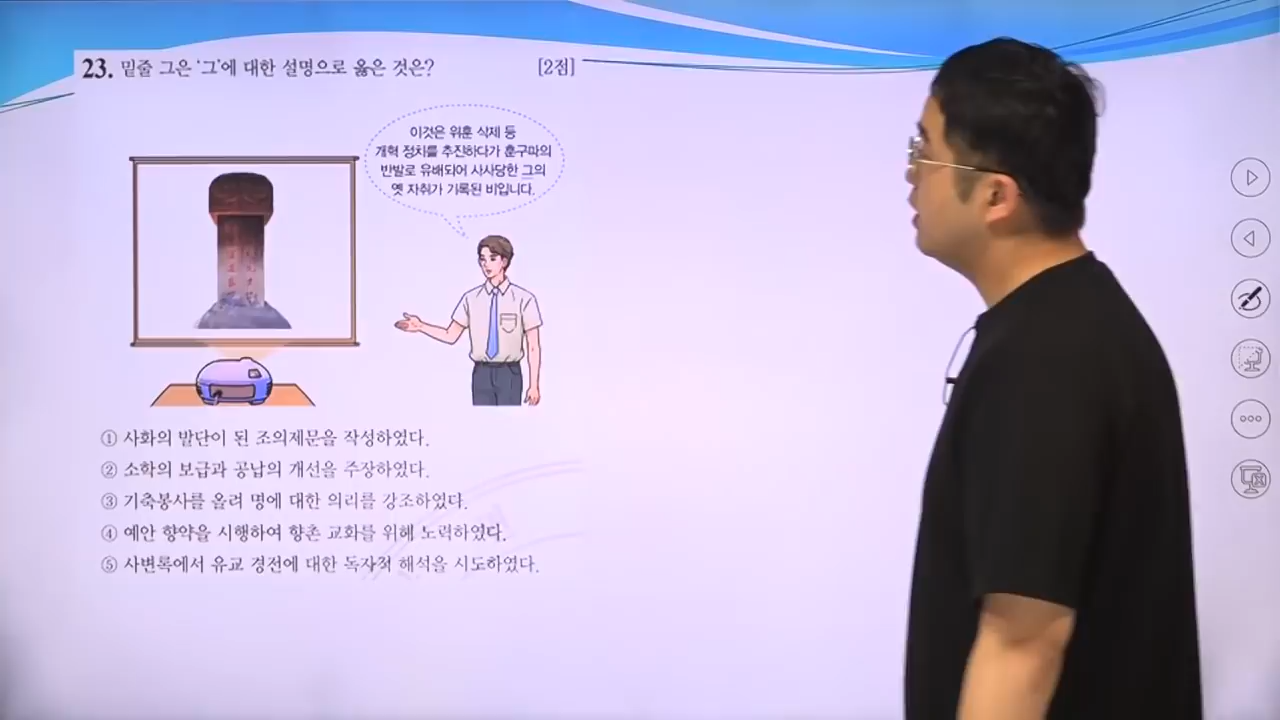 23. 밑줄 그은 '그'에 대한 설명으로 옳은 것은? [2점]
이것은 위훈 삭제 등
개혁 정치를 추진하다가 훈구파의
반발로 유배되어 사사당한 그의
옛 자취가 기록된 비입니다.
① 사화의 발단이 된 조의제문을 작성하였다.
② 소학의 보급과 공납의 개선을 주장하였다.
③ 기축봉사를 올려 명에 대한 의리를 강조하였다.
④ 예안 향약을 시행하여 향촌 교화를 위해 노력하였다.
⑤ 사변록에서 유교 경전에 대한 독자적 해석을 시도하였다.